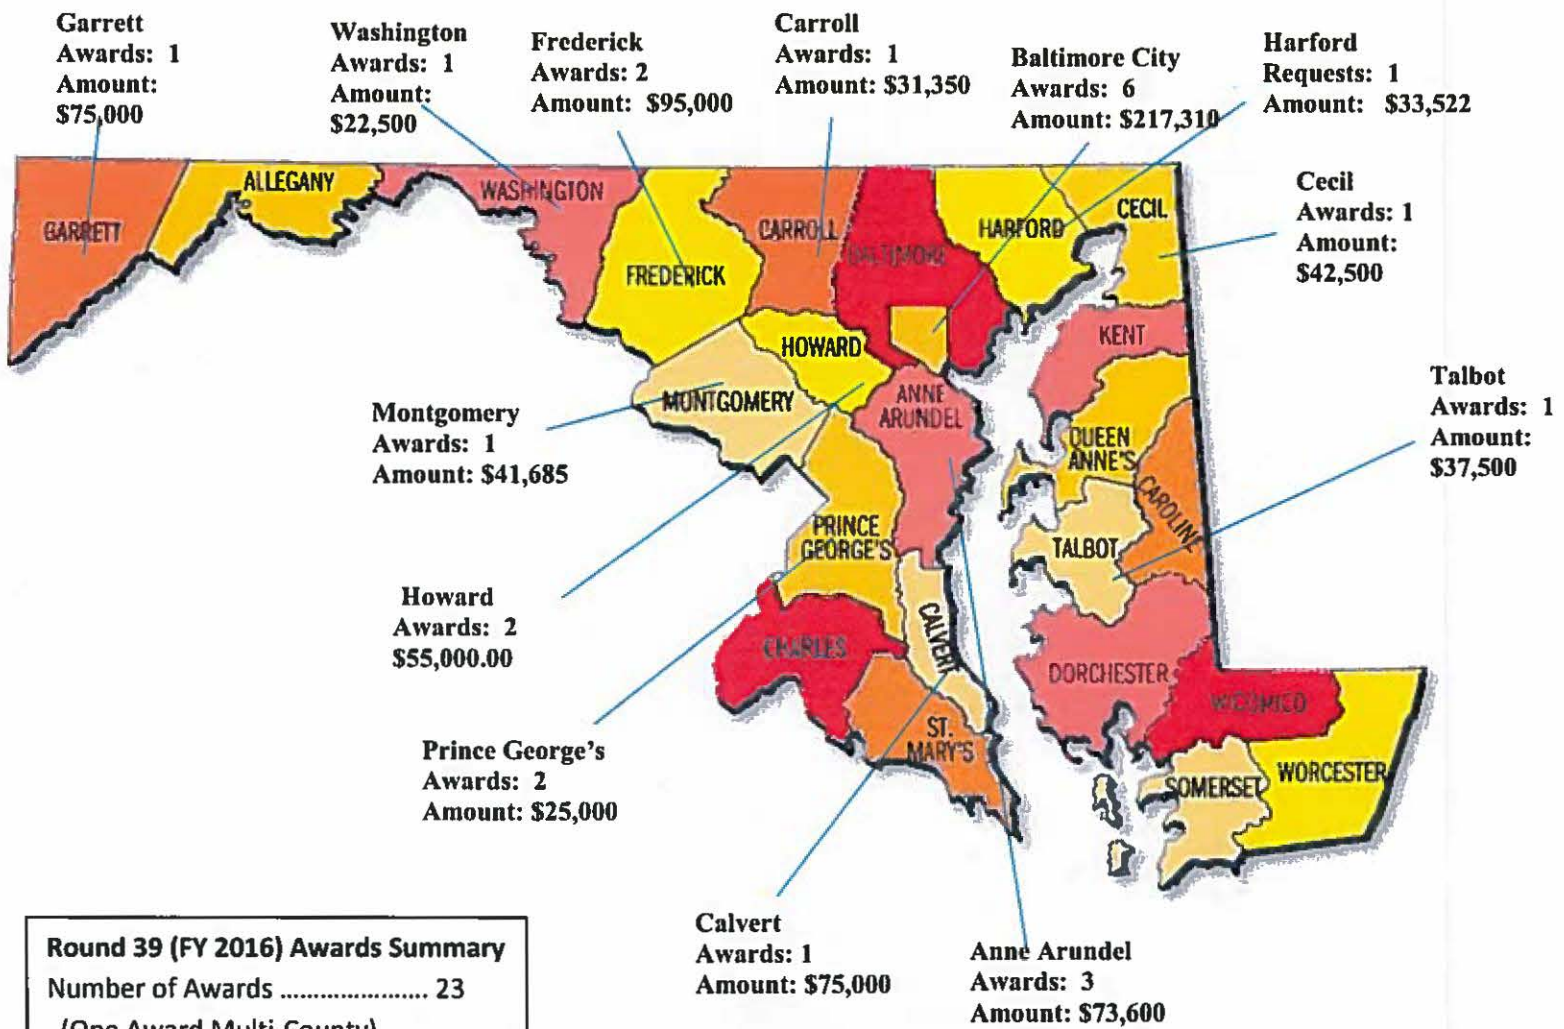 Garrett
Awards: 1
Amount:
$75,000
Washington
Awards: 1
Amount:
$22,500
Frederick
Awards: 2
Amount: $95,000
Carroll
Awards: 1
Amount: $31,350
Baltimore City
Awards: 6
Amount: $217,310
Harford
Requests: 1
Amount: $33,522
Cecil
Awards: 1
Amount:
$42,500
GARRETT
ALLEGANY
WASHINGTON
FREDERICK
CARROLL
BALTIMORE
HARFORD
CECIL
KENT
HOWARD
MONTGOMERY
ANNE
ARUNDEL
QUEEN
ANNE'S
CAROLINE
TALBOT
PRINCE
GEORGE'S
CALVERT
CHARLES
ST.
MARY'S
DORCHESTER
WICOMICO
SOMERSET
WORCESTER
Talbot
Awards: 1
Amount:
$37,500
Montgomery
Awards: 1
Amount: $41,685
Howard
Awards: 2
$55,000.00
Prince George's
Awards: 2
Amount: $25,000
Calvert
Awards: 1
Amount: $75,000
Anne Arundel
Awards: 3
Amount: $73,600
Round 39 (FY 2016) Awards Summary
Number of Awards ...................... 23
(One Award Multi-County)